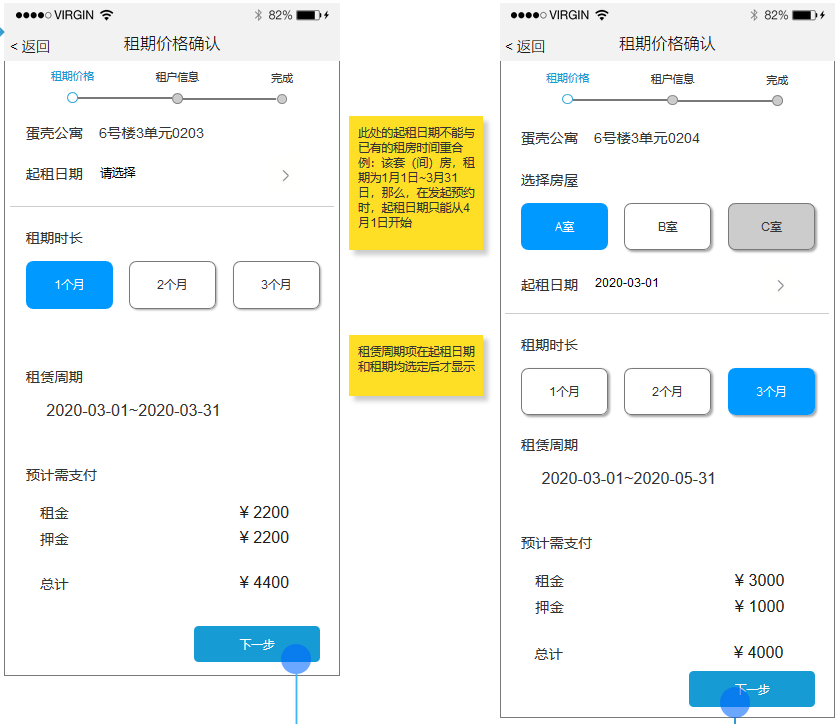 VIRGIN 82%
< 返回 租期价格确认
租期价格 租户信息 完成
蛋壳公寓 6号楼3单元0203
起租日期 请选择
租期时长
1个月 2个月 3个月
租赁周期
2020-03-01~2020-03-31
预计需支付
租金 ¥ 2200
押金 ¥ 2200
总计 ¥ 4400
下一步
此处的起租日期不能与
已有的租房时间重合
例：该套（间）房，租
期为1月1日~3月31
日，那么，在发起预约
时，起租日期只能从4
月1日开始
租赁周期项在起租日期
和租期均选定后才显示
VIRGIN 82%
< 返回 租期价格确认
租期价格 租户信息 完成
蛋壳公寓 6号楼3单元0204
选择房屋
A室 B室 C室
起租日期 2020-03-01
租期时长
1个月 2个月 3个月
租赁周期
2020-03-01~2020-05-31
预计需支付
租金 ¥ 3000
押金 ¥ 1000
总计 ¥ 4000
下一步